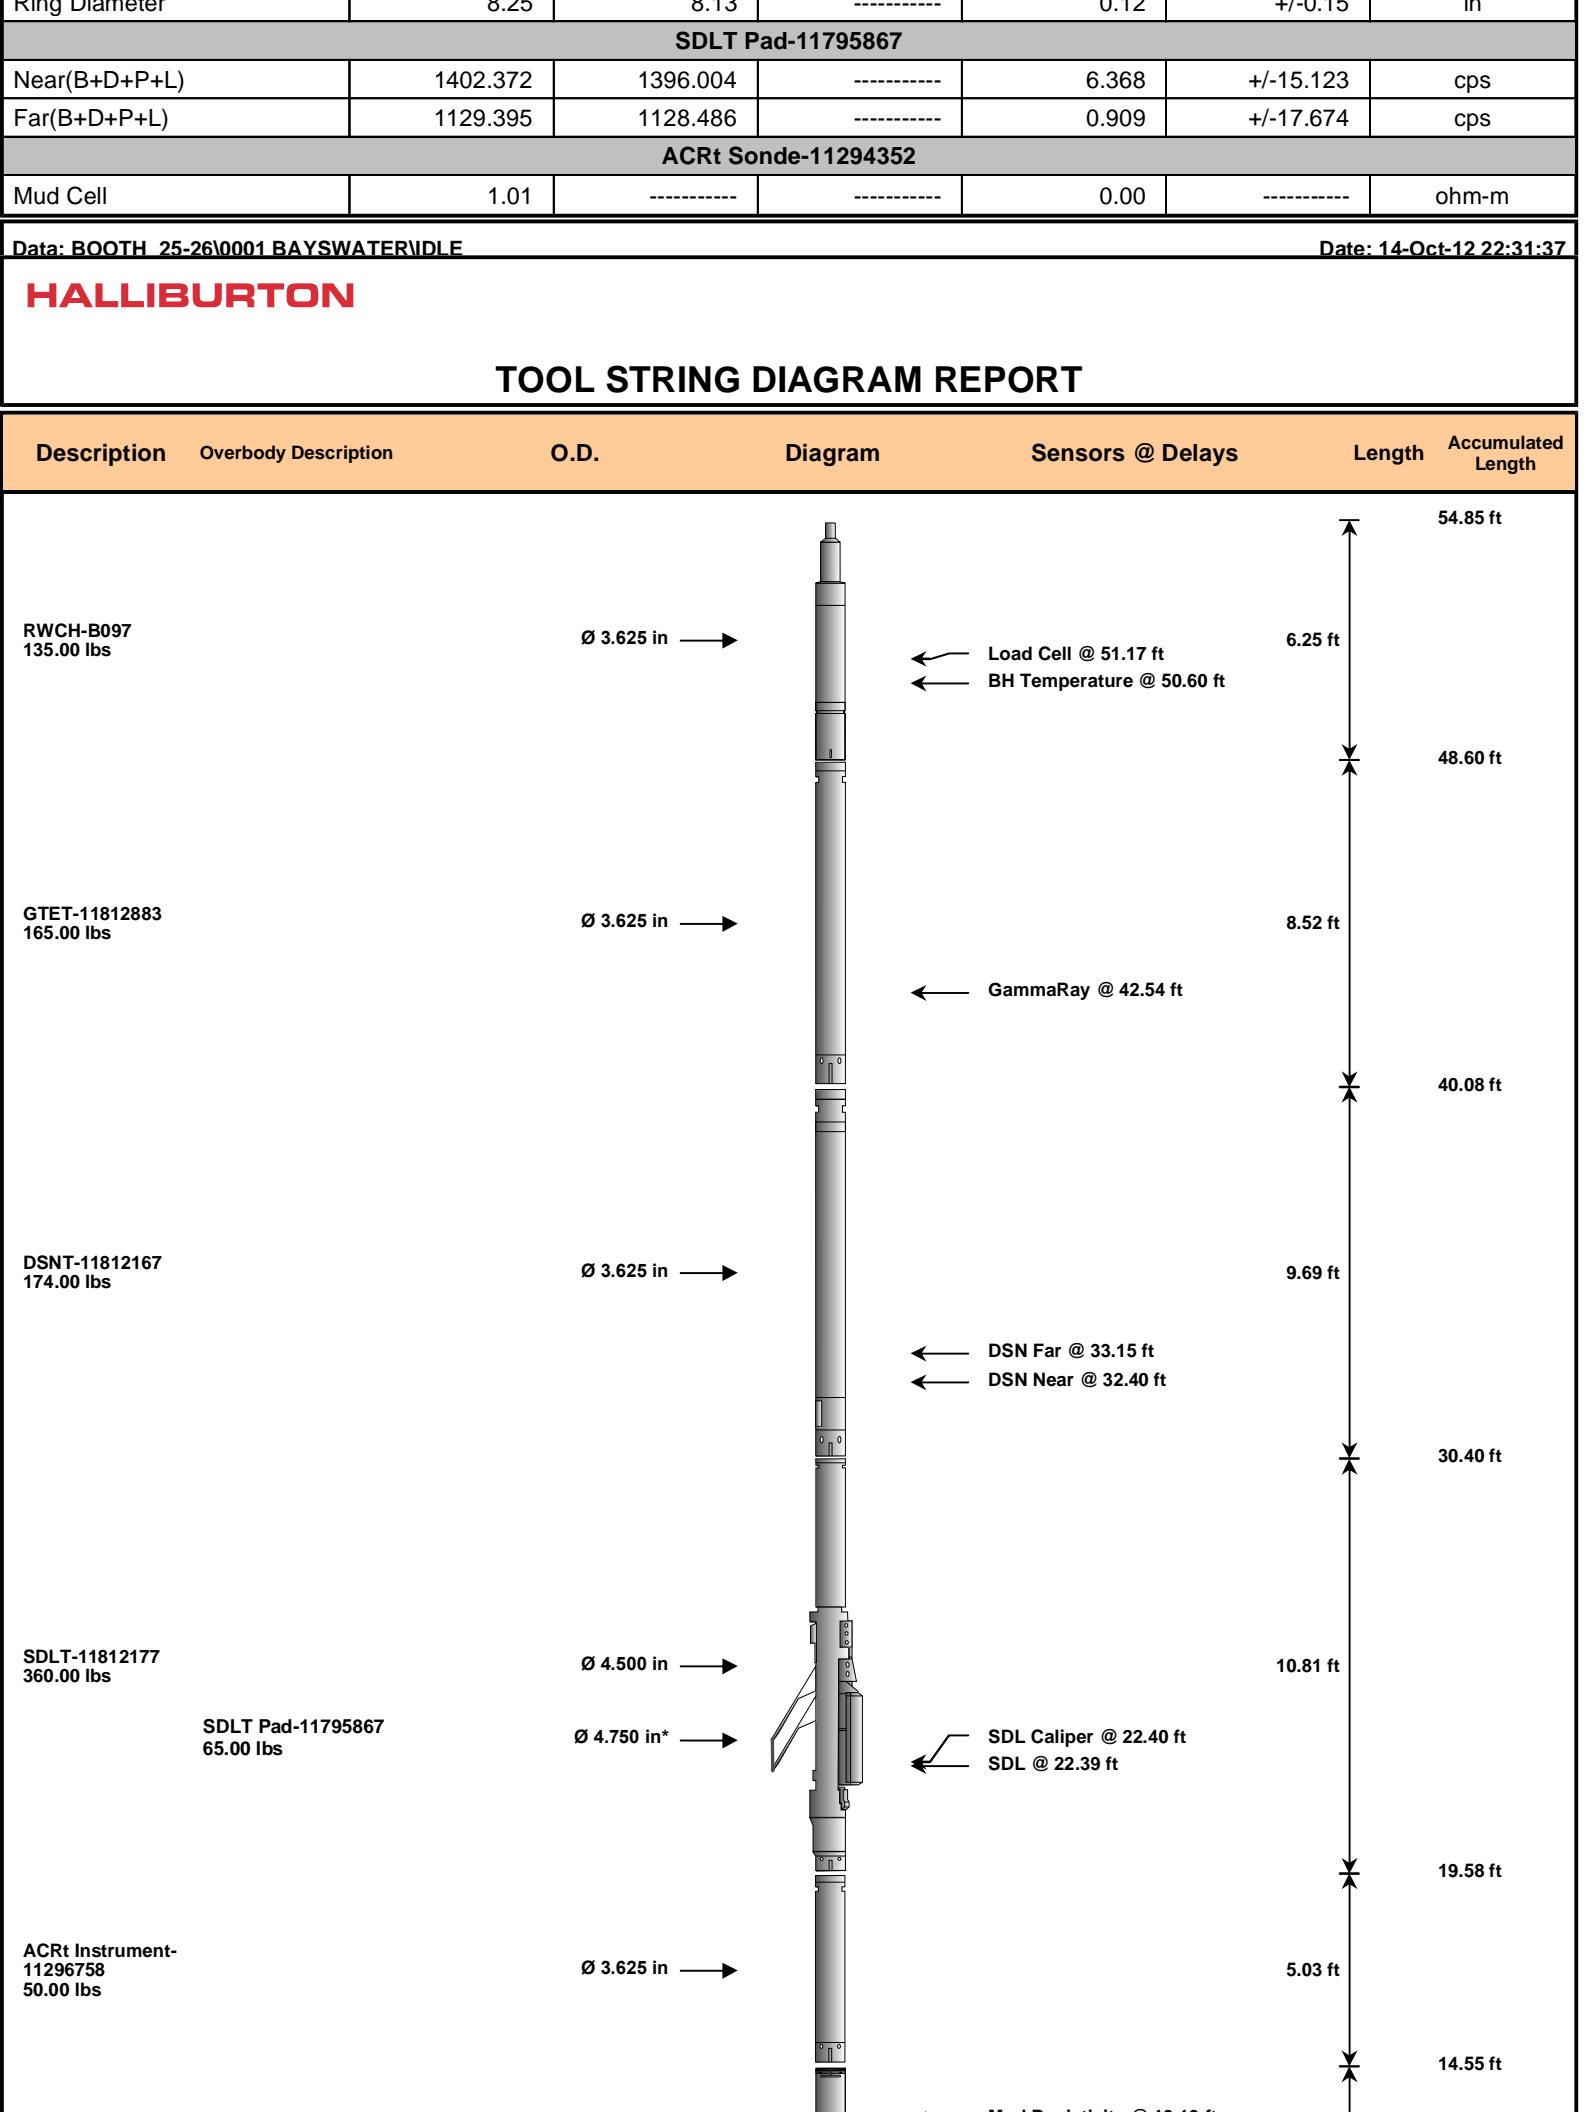 Ring Diameter 8.25 8.13 ----------- 0.12 +/-0.15 in
SDLT Pad-11795867
Near(B+D+P+L) 1402.372 1396.004 ----------- 6.368 +/-15.123 cps
Far(B+D+P+L) 1129.395 1128.486 ----------- 0.909 +/-17.674 cps
ACRt Sonde-11294352
Mud Cell 1.01 ----------- ----------- 0.00 ----------- ohm-m
Data: BOOTH_25-26\0001 BAYSWATER\IDLE Date: 14-Oct-12 22:31:37
HALLIBURTON
TOOL STRING DIAGRAM REPORT
Description Overbody Description O.D. Diagram Sensors @ Delays Length Accumulated Length
54.85 ft
RWCH-B097
135.00 lbs
Ø 3.625 in
Load Cell @ 51.17 ft
BH Temperature @ 50.60 ft
6.25 ft
48.60 ft
GTET-11812883
165.00 lbs
Ø 3.625 in
8.52 ft
GammaRay @ 42.54 ft
40.08 ft
DSNT-11812167
174.00 lbs
Ø 3.625 in
9.69 ft
DSN Far @ 33.15 ft
DSN Near @ 32.40 ft
30.40 ft
SDLT-11812177
360.00 lbs
Ø 4.500 in
10.81 ft
SDLT Pad-11795867
65.00 lbs
Ø 4.750 in*
SDL Caliper @ 22.40 ft
SDL @ 22.39 ft
19.58 ft
ACRt Instrument-
11296758
50.00 lbs
Ø 3.625 in
5.03 ft
14.55 ft